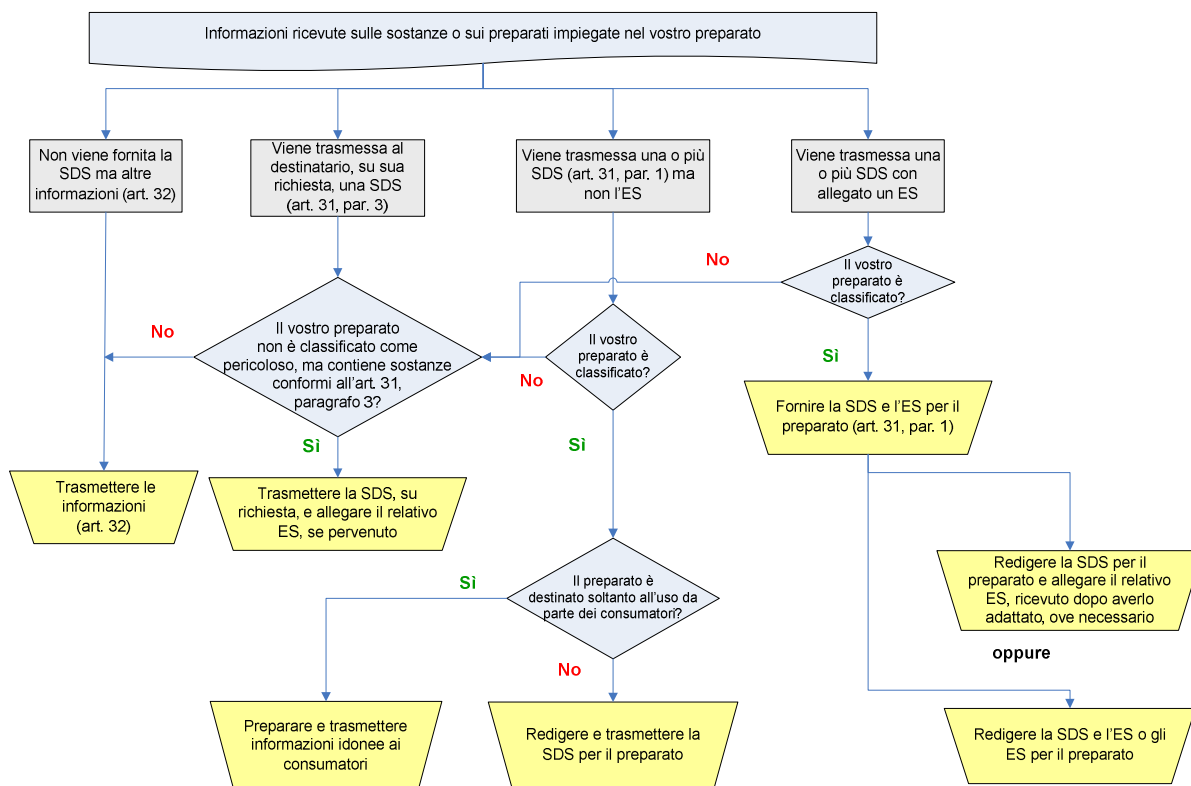 Informazioni ricevute sulle sostanze o sui preparati impiegate nel vostro preparato
Non viene fornita la
SDS ma altre
informazioni (art. 32)
Viene trasmessa al
destinatario, su sua
richiesta, una SDS
(art. 31, par. 3)
Viene trasmessa una o più
SDS (art. 31, par. 1) ma
non l'ES
Viene trasmessa una
o più SDS con
allegato un ES
No
Il vostro
preparato è
classificato?
No
Il vostro preparato
non è classificato come
pericoloso, ma contiene sostanze
conformi all'art. 31,
paragrafo 3?
No
Il vostro
preparato è
classificato?
Sì
Sì
Sì
Fornire la SDS e l'ES per il
preparato (art. 31, par. 1)
Trasmettere le
informazioni
(art. 32)
Trasmettere la SDS, su
richiesta, e allegare il relativo
ES, se pervenuto
Sì
Il preparato è
destinato soltanto all'uso da
parte dei consumatori?
No
Redigere la SDS per il
preparato e allegare il relativo
ES, ricevuto dopo averlo
adattato, ove necessario
oppure
Preparare e trasmettere
informazioni idonee ai
consumatori
Redigere e trasmettere la
SDS per il preparato
Redigere la SDS e l'ES o gli
ES per il preparato